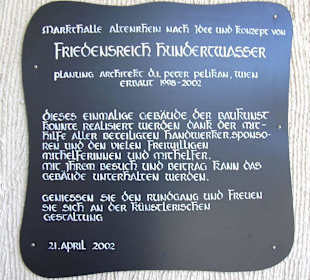 MARKTHALLE ALTENRHEIN NACH IDEE UND KONZEPT VON
FRIEDENSREICH HUNDERTWASSER
PLANUNG ARCHITEKT D.I. PETER PELIKAN, WIEN
ERBAUT 1998-2002
DIESES EINMALIGE GEBÄUDE DER BAUKUNST
KONNTE REALISIERT WERDEN DANK DER MIT-
HILFE ALLER BETEILIGTEN HANDWERKER, SPONSO-
REN UND DEN VIELEN FREIWILLIGEN
MITHELFERINNEN UND MITHELFER.
MIT IHREM BESUCH UND BEITRAG KANN DAS
GEBÄUDE UNTERHALTEN WERDEN.
GENIESSEN SIE DEN RUNDGANG UND FREUEN
SIE SICH AN DER KÜNSTLERISCHEN
GESTALTUNG
21. APRIL 2002